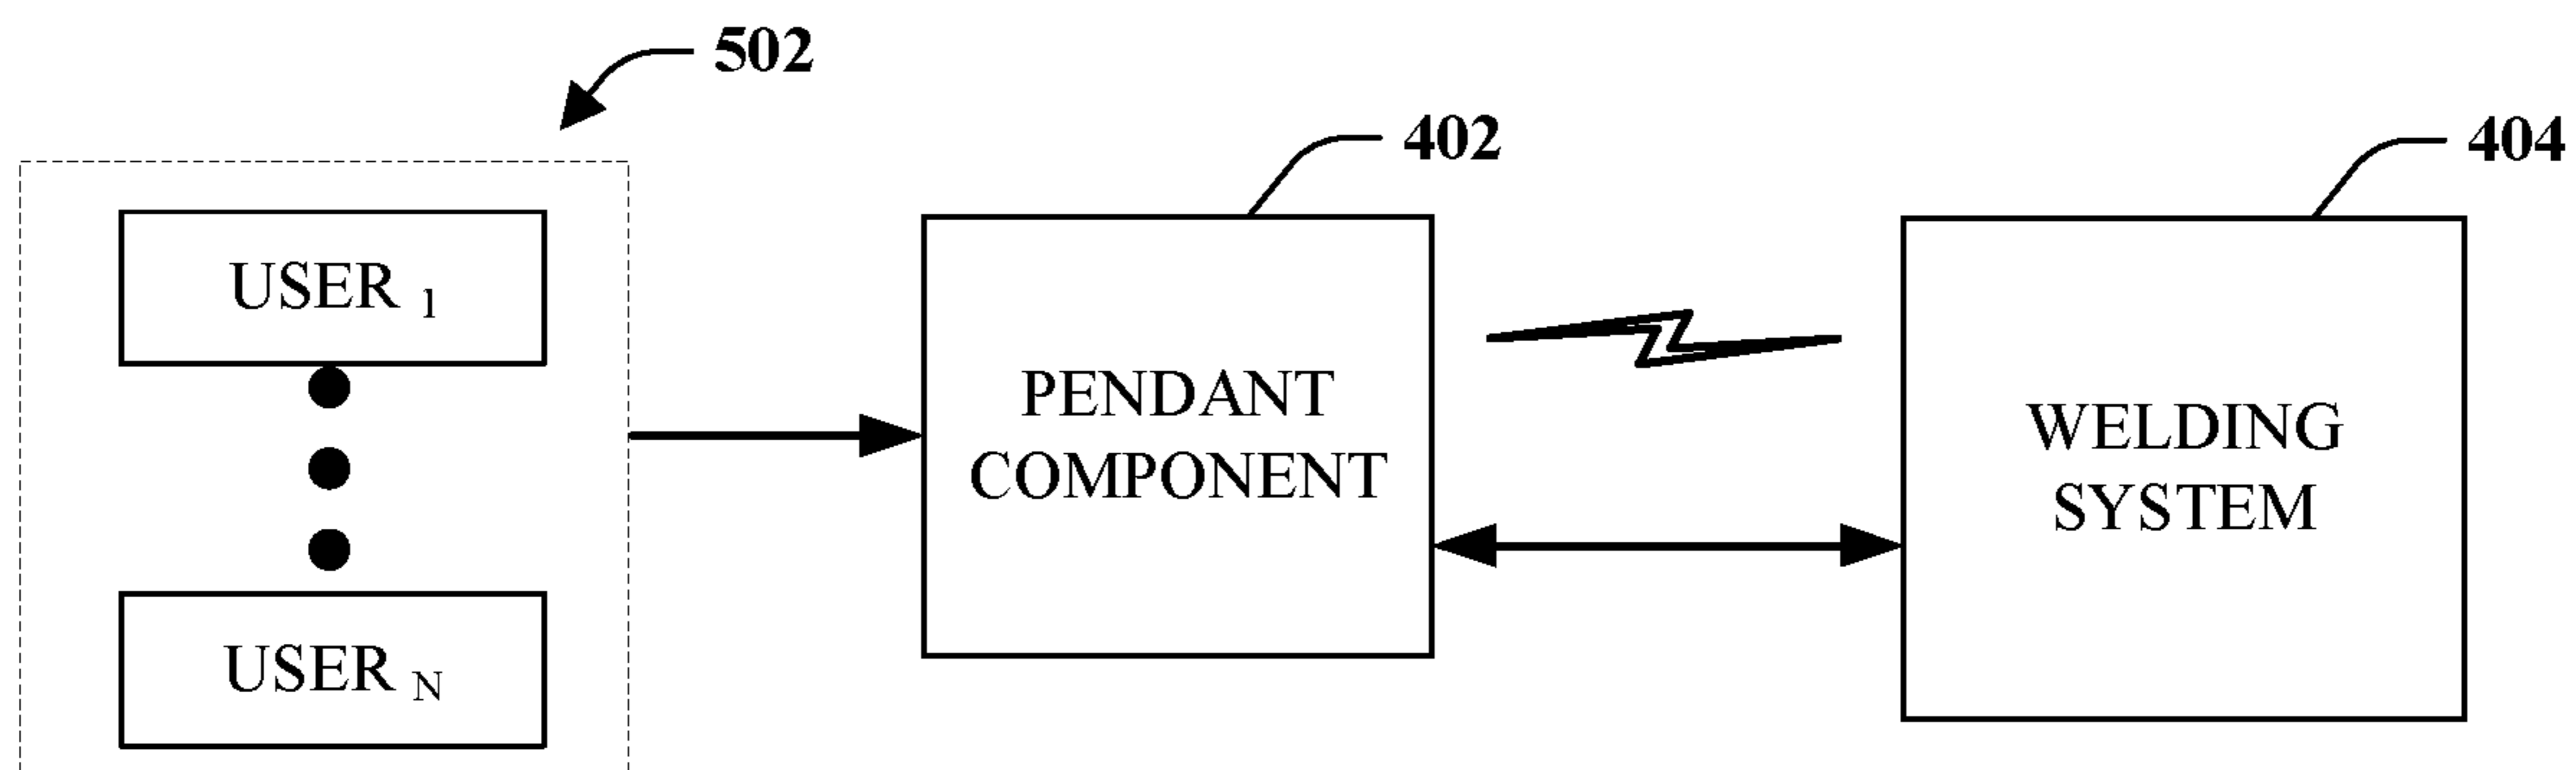 502
402
404
USER 1
PENDANT
COMPONENT
WELDING
SYSTEM
USER N